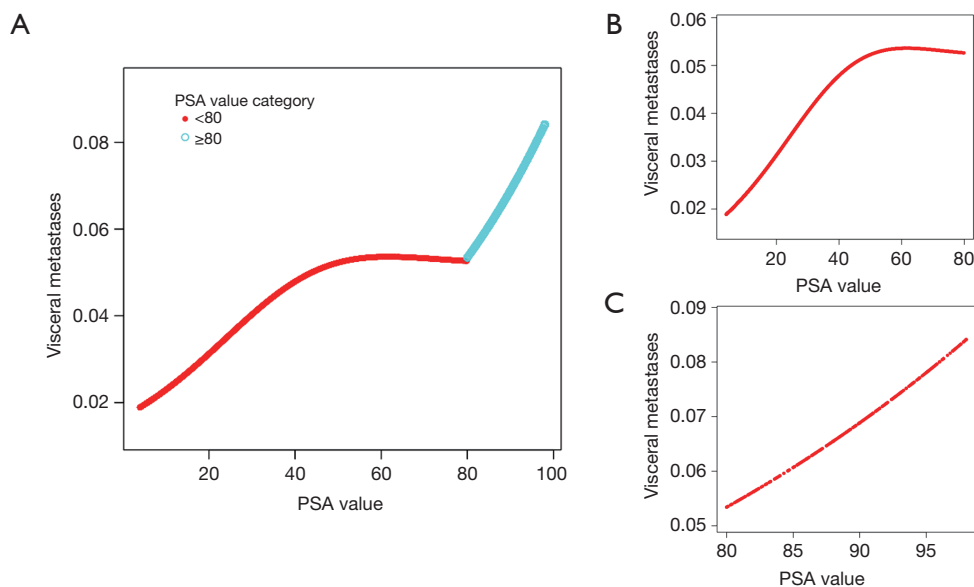 A
PSA value category
<80
≥80
Visceral metastases
0.08
0.06
0.04
0.02
20 40 60 80 100
PSA value
B
Visceral metastases
0.06
0.05
0.04
0.03
0.02
20 40 60 80
PSA value
C
Visceral metastases
0.09
0.08
0.07
0.06
0.05
80 85 90 95
PSA value